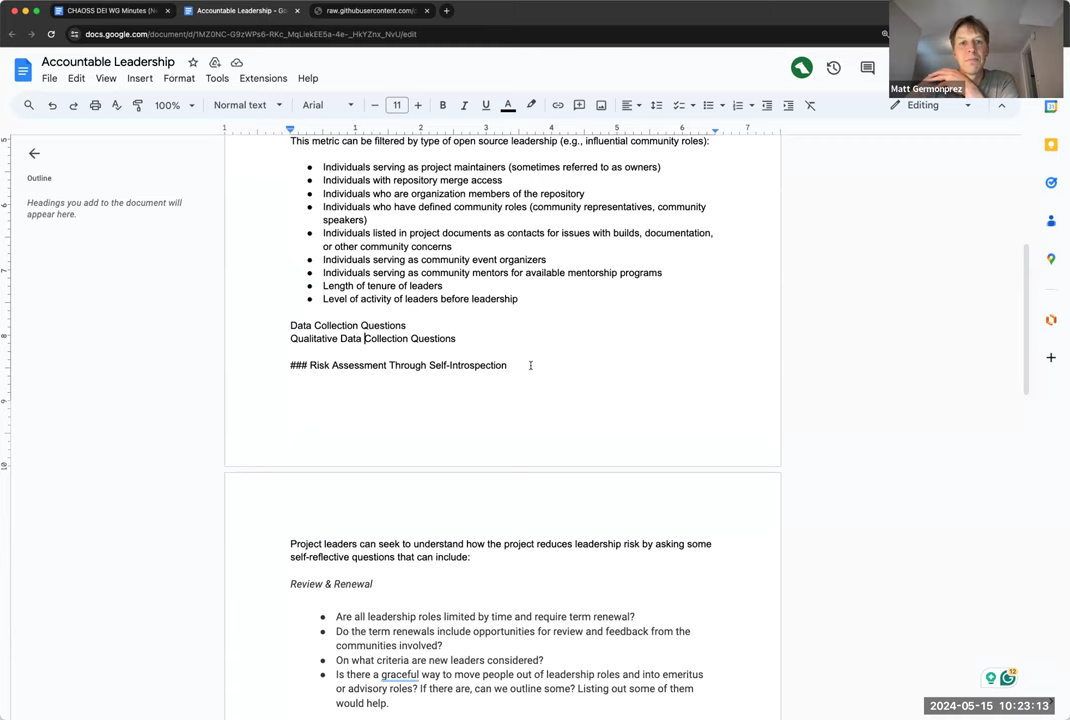 CHAOSS DEI WG Minutes (N
Accountable Leadership - Go
raw.githubusercontent.com/
docs.google.com/document/d/1MZ0NC-G9zWPs6-RKc_MqLiekEE5a-4e-_HkYZnx_NvU/edit
Accountable Leadership
File Edit View Insert Format Tools Extensions Help
100% Normal text Arial 11 Editing
Matt Germonprez
Outline
Headings you add to the document will
appear here.
This metric can be filtered by type of open source leadership (e.g., influential community roles):
● Individuals serving as project maintainers (sometimes referred to as owners)
● Individuals with repository merge access
● Individuals who are organization members of the repository
● Individuals who have defined community roles (community representatives, community
speakers)
● Individuals listed in project documents as contacts for issues with builds, documentation,
or other community concerns
● Individuals serving as community event organizers
● Individuals serving as community mentors for available mentorship programs
● Length of tenure of leaders
● Level of activity of leaders before leadership
Data Collection Questions
Qualitative Data Collection Questions
### Risk Assessment Through Self-Introspection
Project leaders can seek to understand how the project reduces leadership risk by asking some
self-reflective questions that can include:
Review & Renewal
● Are all leadership roles limited by time and require term renewal?
● Do the term renewals include opportunities for review and feedback from the
communities involved?
● On what criteria are new leaders considered?
● Is there a graceful way to move people out of leadership roles and into emeritus
or advisory roles? If there are, can we outline some? Listing out some of them
would help.
12
2024-05-15 10:23:13